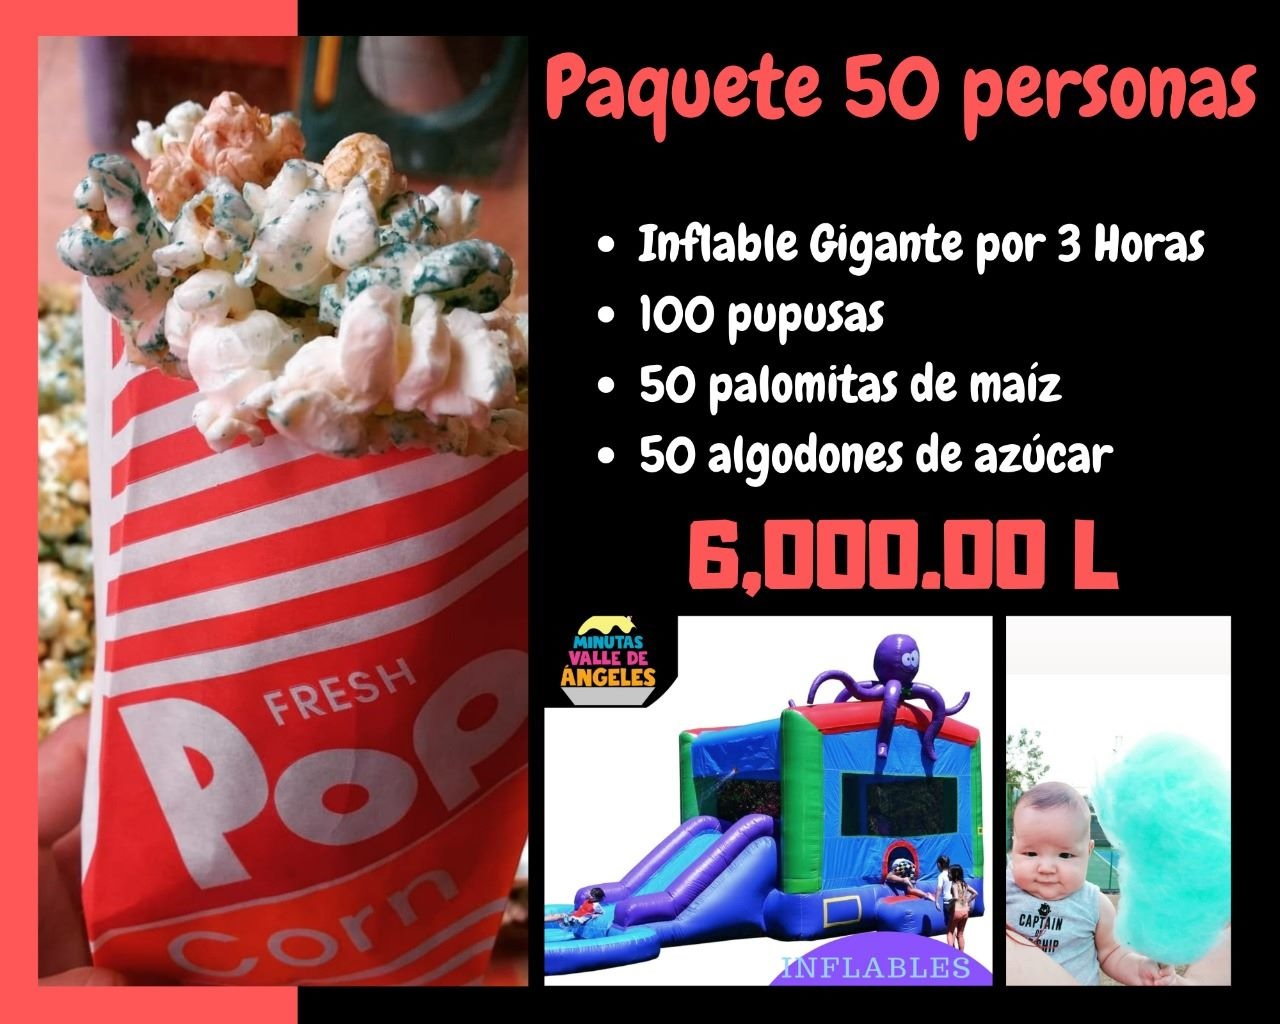 Paquete 50 personas
Inflable Gigante por 3 Horas
100 pupusas
50 palomitas de maíz
50 algodones de azúcar
6,000.00 L
FRESH
POP
Corn
MINUTAS
VALLE DE
ÁNGELES
INFLABLES
CAPTAIN